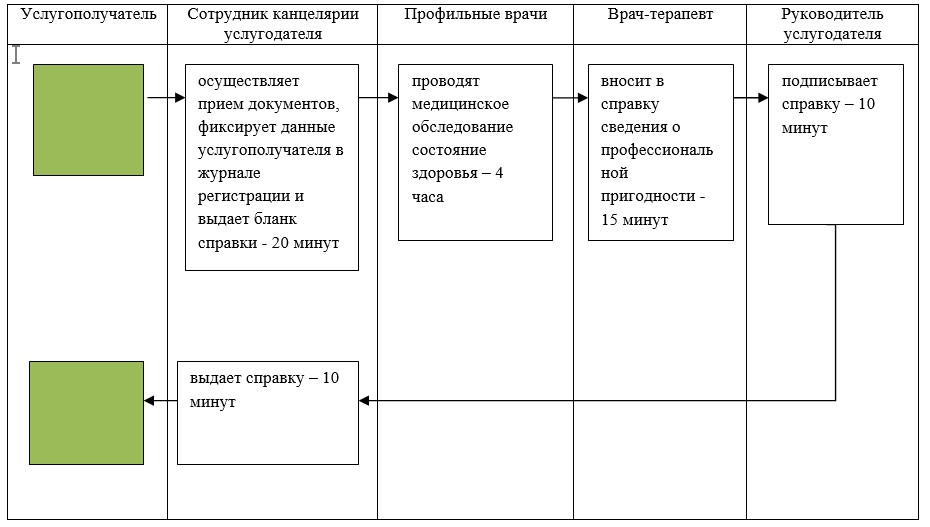 Услугополучатель
Сотрудник канцелярии
услугодателя
Профильные врачи
Врач-терапевт
Руководитель
услугодателя
осуществляет
прием документов,
фиксирует данные
услугополучателя в
журнале
регистрации и
выдает бланк
справки - 20 минут
проводят
медицинское
обследование
состояние
здоровья – 4
часа
вносит в
справку
сведения о
профессиональ
ной
пригодности -
15 минут
подписывает
справку – 10
минут
выдает справку – 10
минут